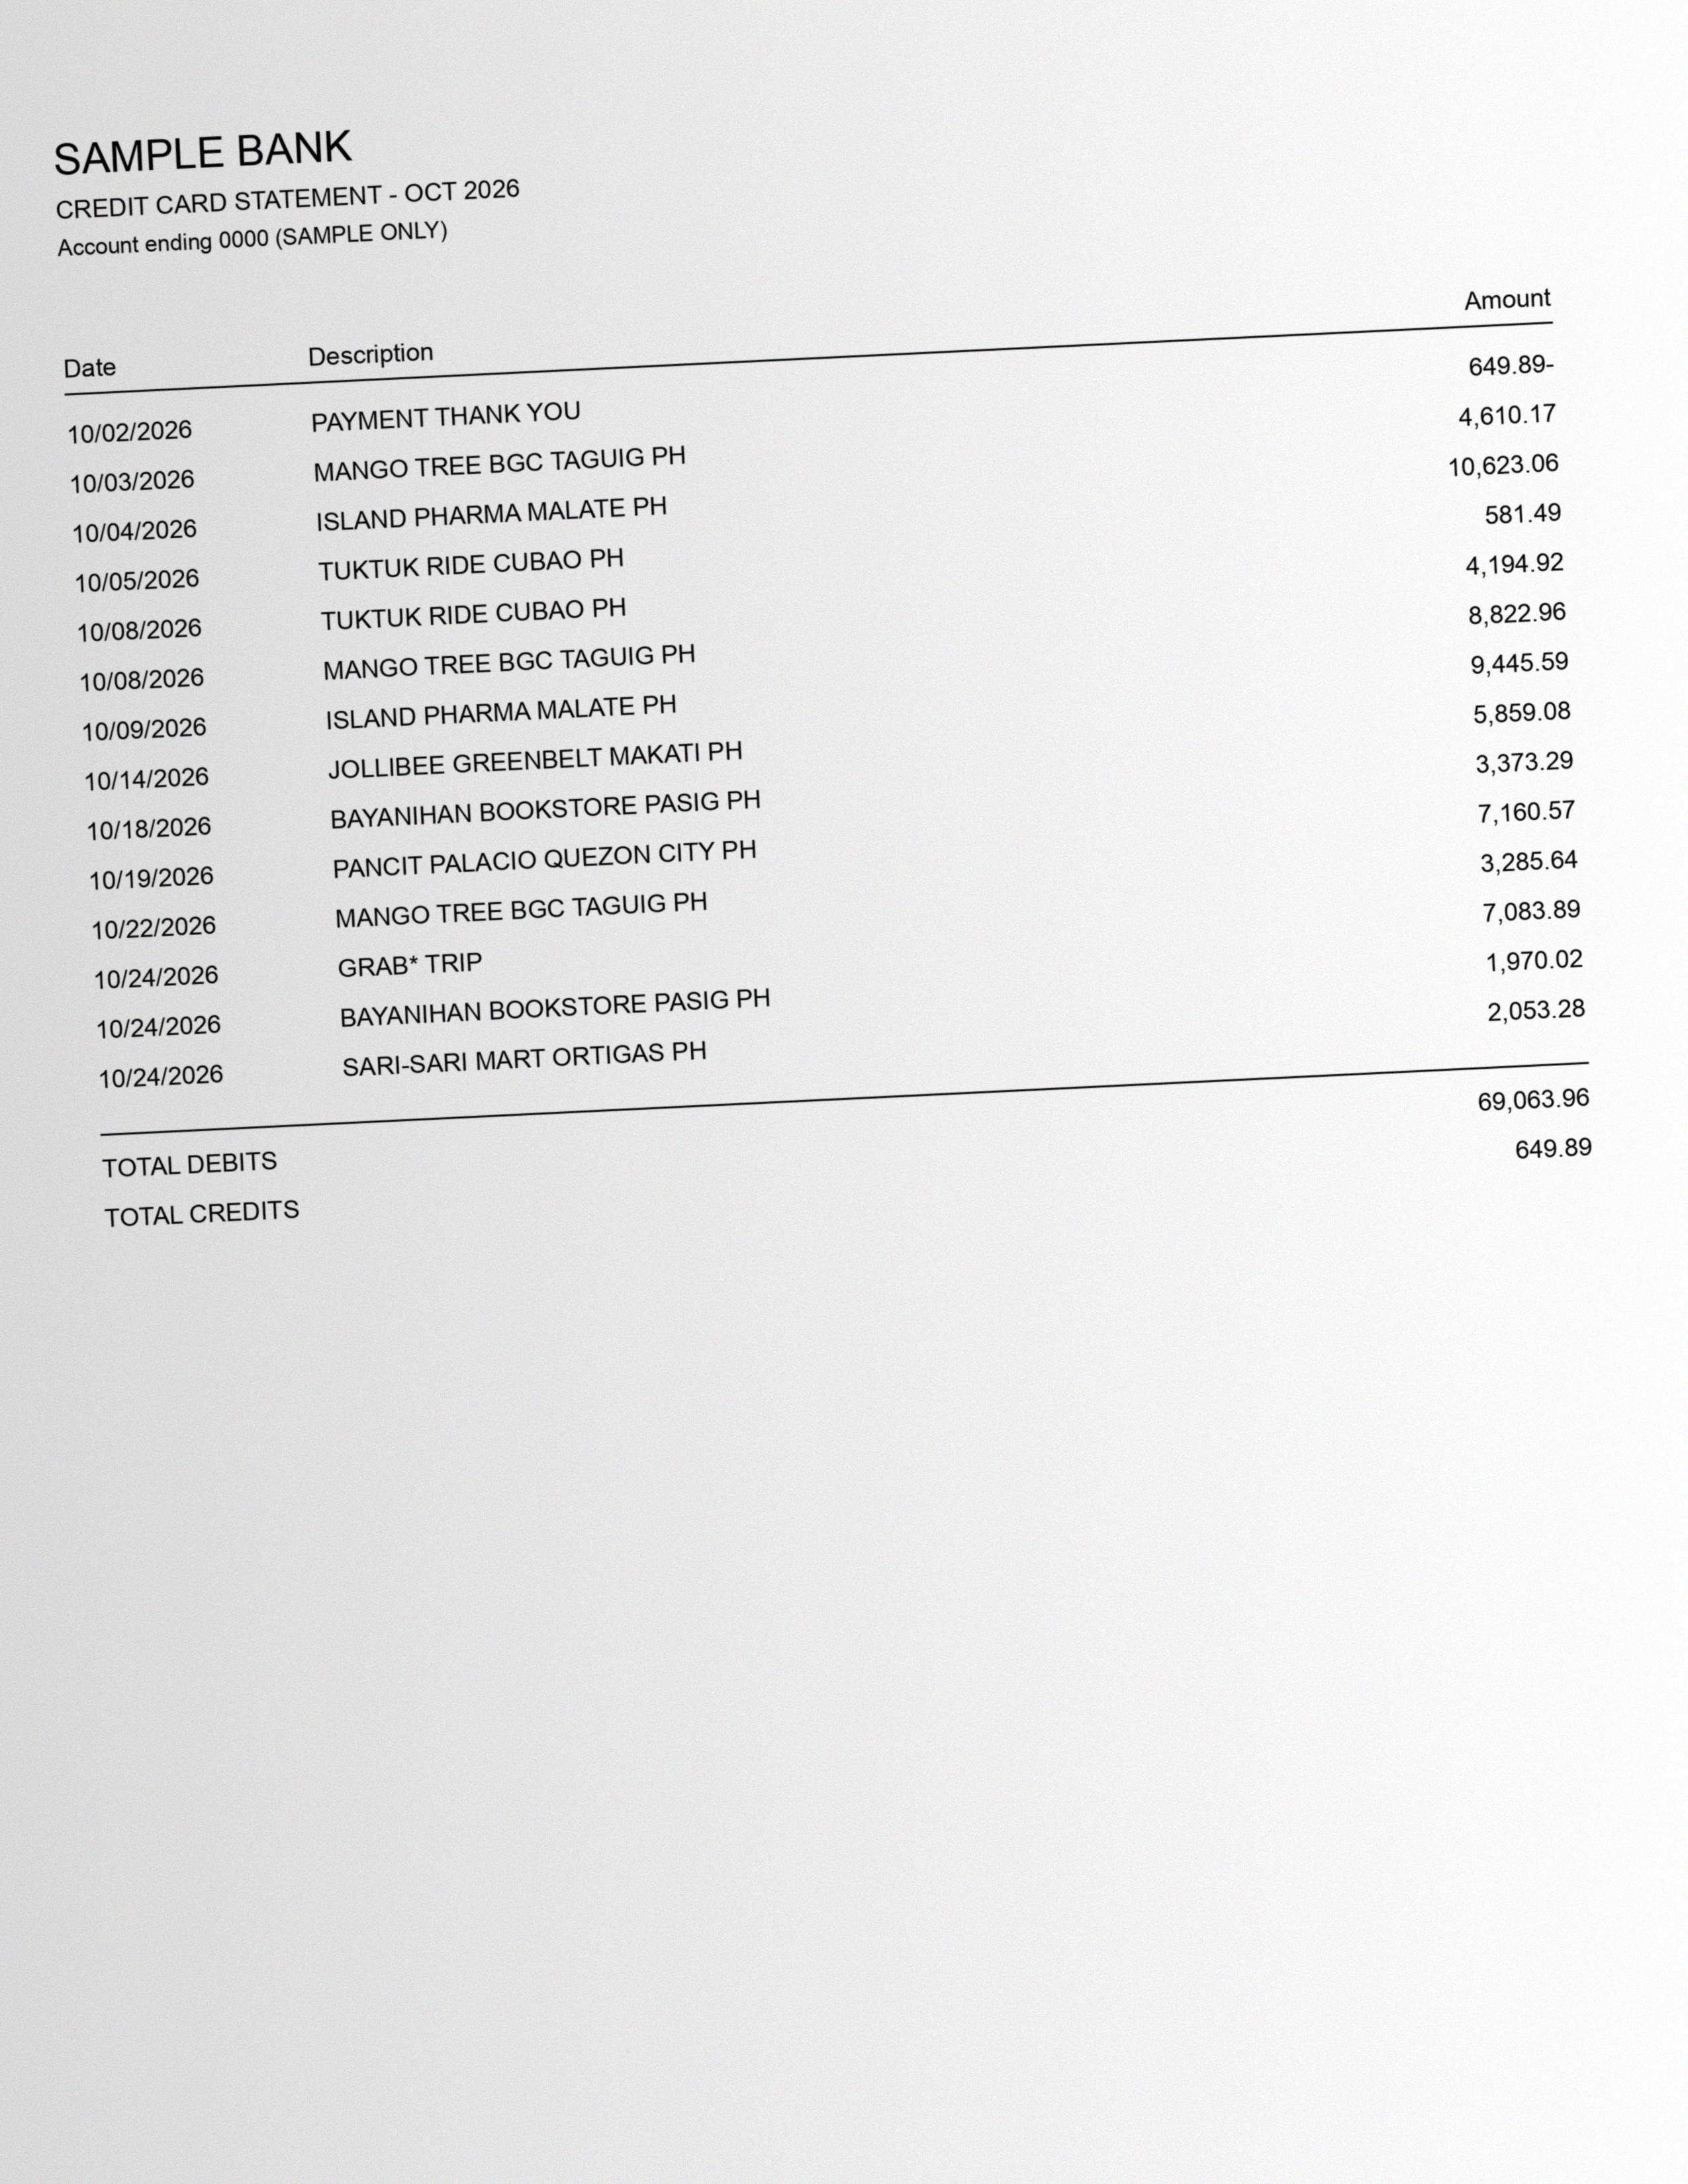 SAMPLE BANK
CREDIT CARD STATEMENT - OCT 2026
Account ending 0000 (SAMPLE ONLY)
Date Description Amount
10/02/2026 PAYMENT THANK YOU 649.89-
10/03/2026 MANGO TREE BGC TAGUIG PH 4,610.17
10/04/2026 ISLAND PHARMA MALATE PH 10,623.06
10/05/2026 TUKTUK RIDE CUBAO PH 581.49
10/08/2026 TUKTUK RIDE CUBAO PH 4,194.92
10/08/2026 MANGO TREE BGC TAGUIG PH 8,822.96
10/09/2026 ISLAND PHARMA MALATE PH 9,445.59
10/14/2026 JOLLIBEE GREENBELT MAKATI PH 5,859.08
10/18/2026 BAYANIHAN BOOKSTORE PASIG PH 3,373.29
10/19/2026 PANCIT PALACIO QUEZON CITY PH 7,160.57
10/22/2026 MANGO TREE BGC TAGUIG PH 3,285.64
10/24/2026 GRAB* TRIP 7,083.89
10/24/2026 BAYANIHAN BOOKSTORE PASIG PH 1,970.02
10/24/2026 SARI-SARI MART ORTIGAS PH 2,053.28
TOTAL DEBITS 69,063.96
TOTAL CREDITS 649.89